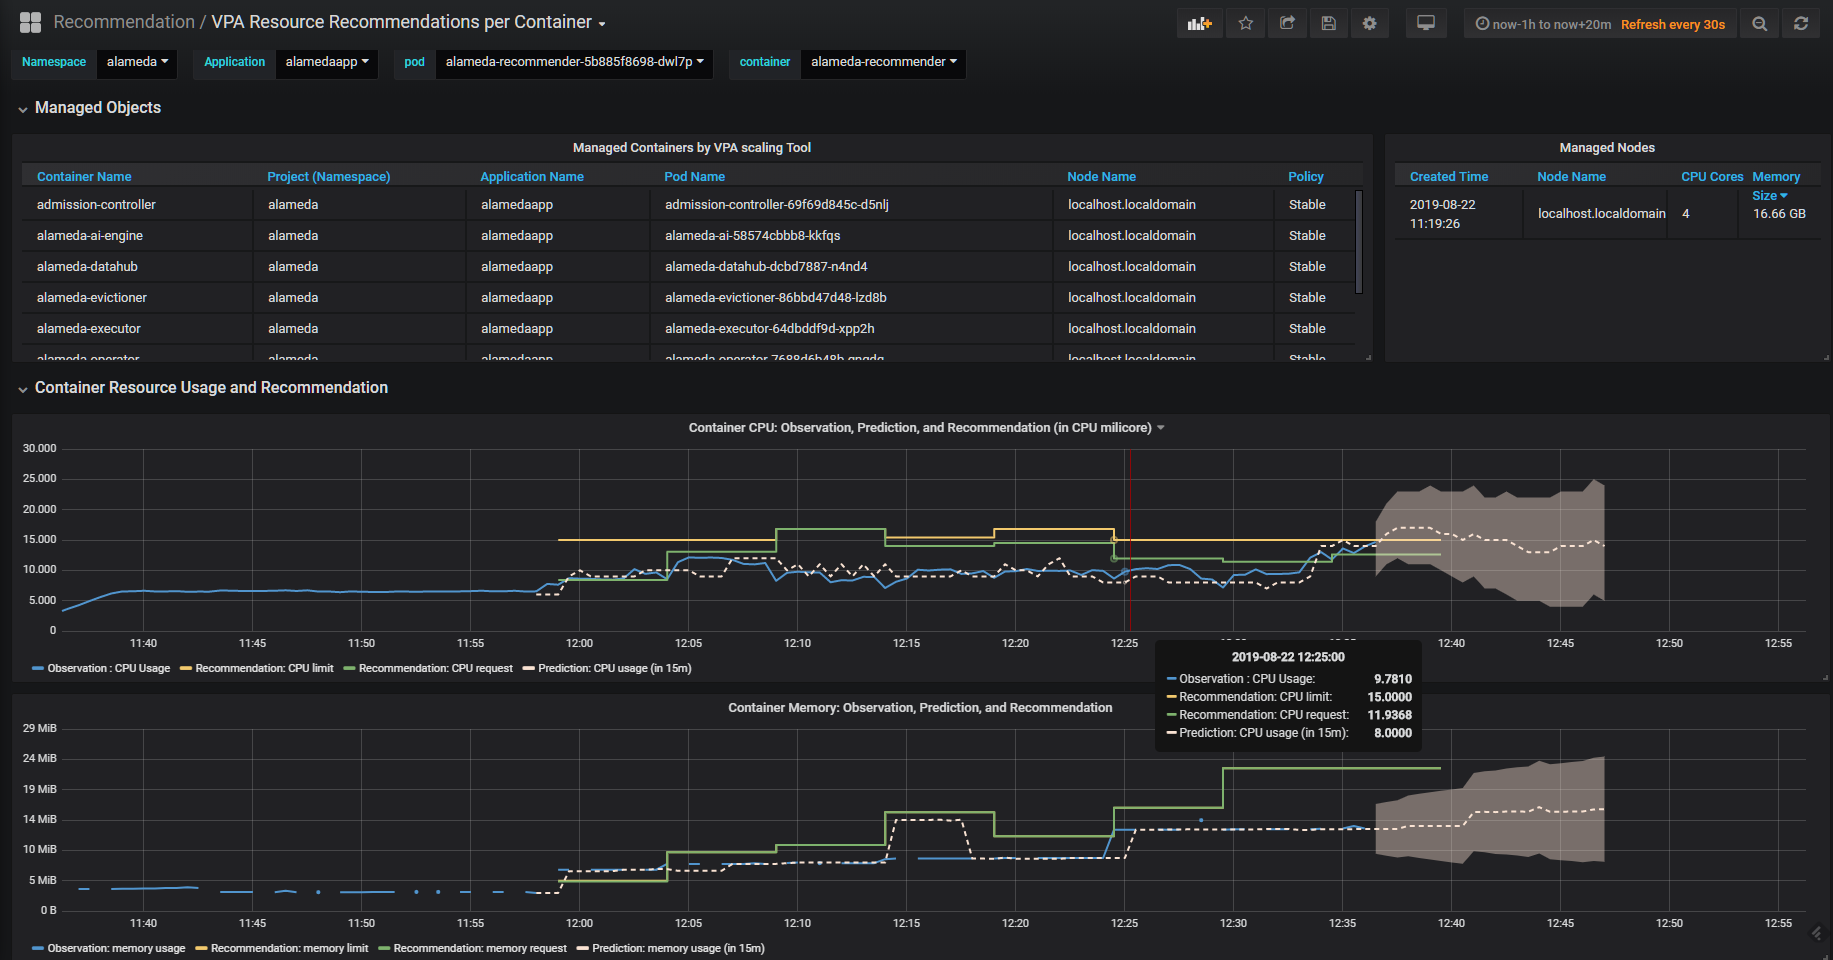 Recommendation / VPA Resource Recommendations per Container
now-1h to now+20m Refresh every 30s
Namespace alameda Application alamedaapp pod alameda-recommender-5b885f8698-dwl7p container alameda-recommender
Managed Objects
Managed Containers by VPA scaling Tool
Container Name Project (Namespace) Application Name Pod Name Node Name Policy
admission-controller alameda alamedaapp admission-controller-69f69d845c-d5nlj localhost.localdomain Stable
alameda-ai-engine alameda alamedaapp alameda-ai-58574cbbb8-kkfqs localhost.localdomain Stable
alameda-datahub alameda alamedaapp alameda-datahub-dcbd7887-n4nd4 localhost.localdomain Stable
alameda-evictioner alameda alamedaapp alameda-evictioner-86bbd47d48-lzd8b localhost.localdomain Stable
alameda-executor alameda alamedaapp alameda-executor-64dbddf9d-xpp2h localhost.localdomain Stable
alameda-operator alameda alamedaapp localhost.localdomain Stable
Managed Nodes
Created Time Node Name CPU Cores Memory
Size
2019-08-22
11:19:26
localhost.localdomain 4 16.66 GB
Container Resource Usage and Recommendation
Container CPU: Observation, Prediction, and Recommendation (in CPU milicore)
30.000
25.000
20.000
15.000
10.000
5.000
0
11:40 11:45 11:50 11:55 12:00 12:05 12:10 12:15 12:20 12:25 12:40 12:45 12:50 12:55
Observation : CPU Usage Recommendation: CPU limit Recommendation: CPU request Prediction: CPU usage (in 15m)
2019-08-22 12:25:00
Observation : CPU Usage: 9.7810
Recommendation: CPU limit: 15.0000
Recommendation: CPU request: 11.9368
Prediction: CPU usage (in 15m): 8.0000
Container Memory: Observation, Prediction, and Recommendation
29 MiB
24 MiB
19 MiB
14 MiB
10 MiB
5 MiB
0 B
11:40 11:45 11:50 11:55 12:00 12:05 12:10 12:15 12:20 12:25 12:30 12:35 12:40 12:45 12:50 12:55
Observation: memory usage Recommendation: memory limit Recommendation: memory request Prediction: memory usage (in 15m)